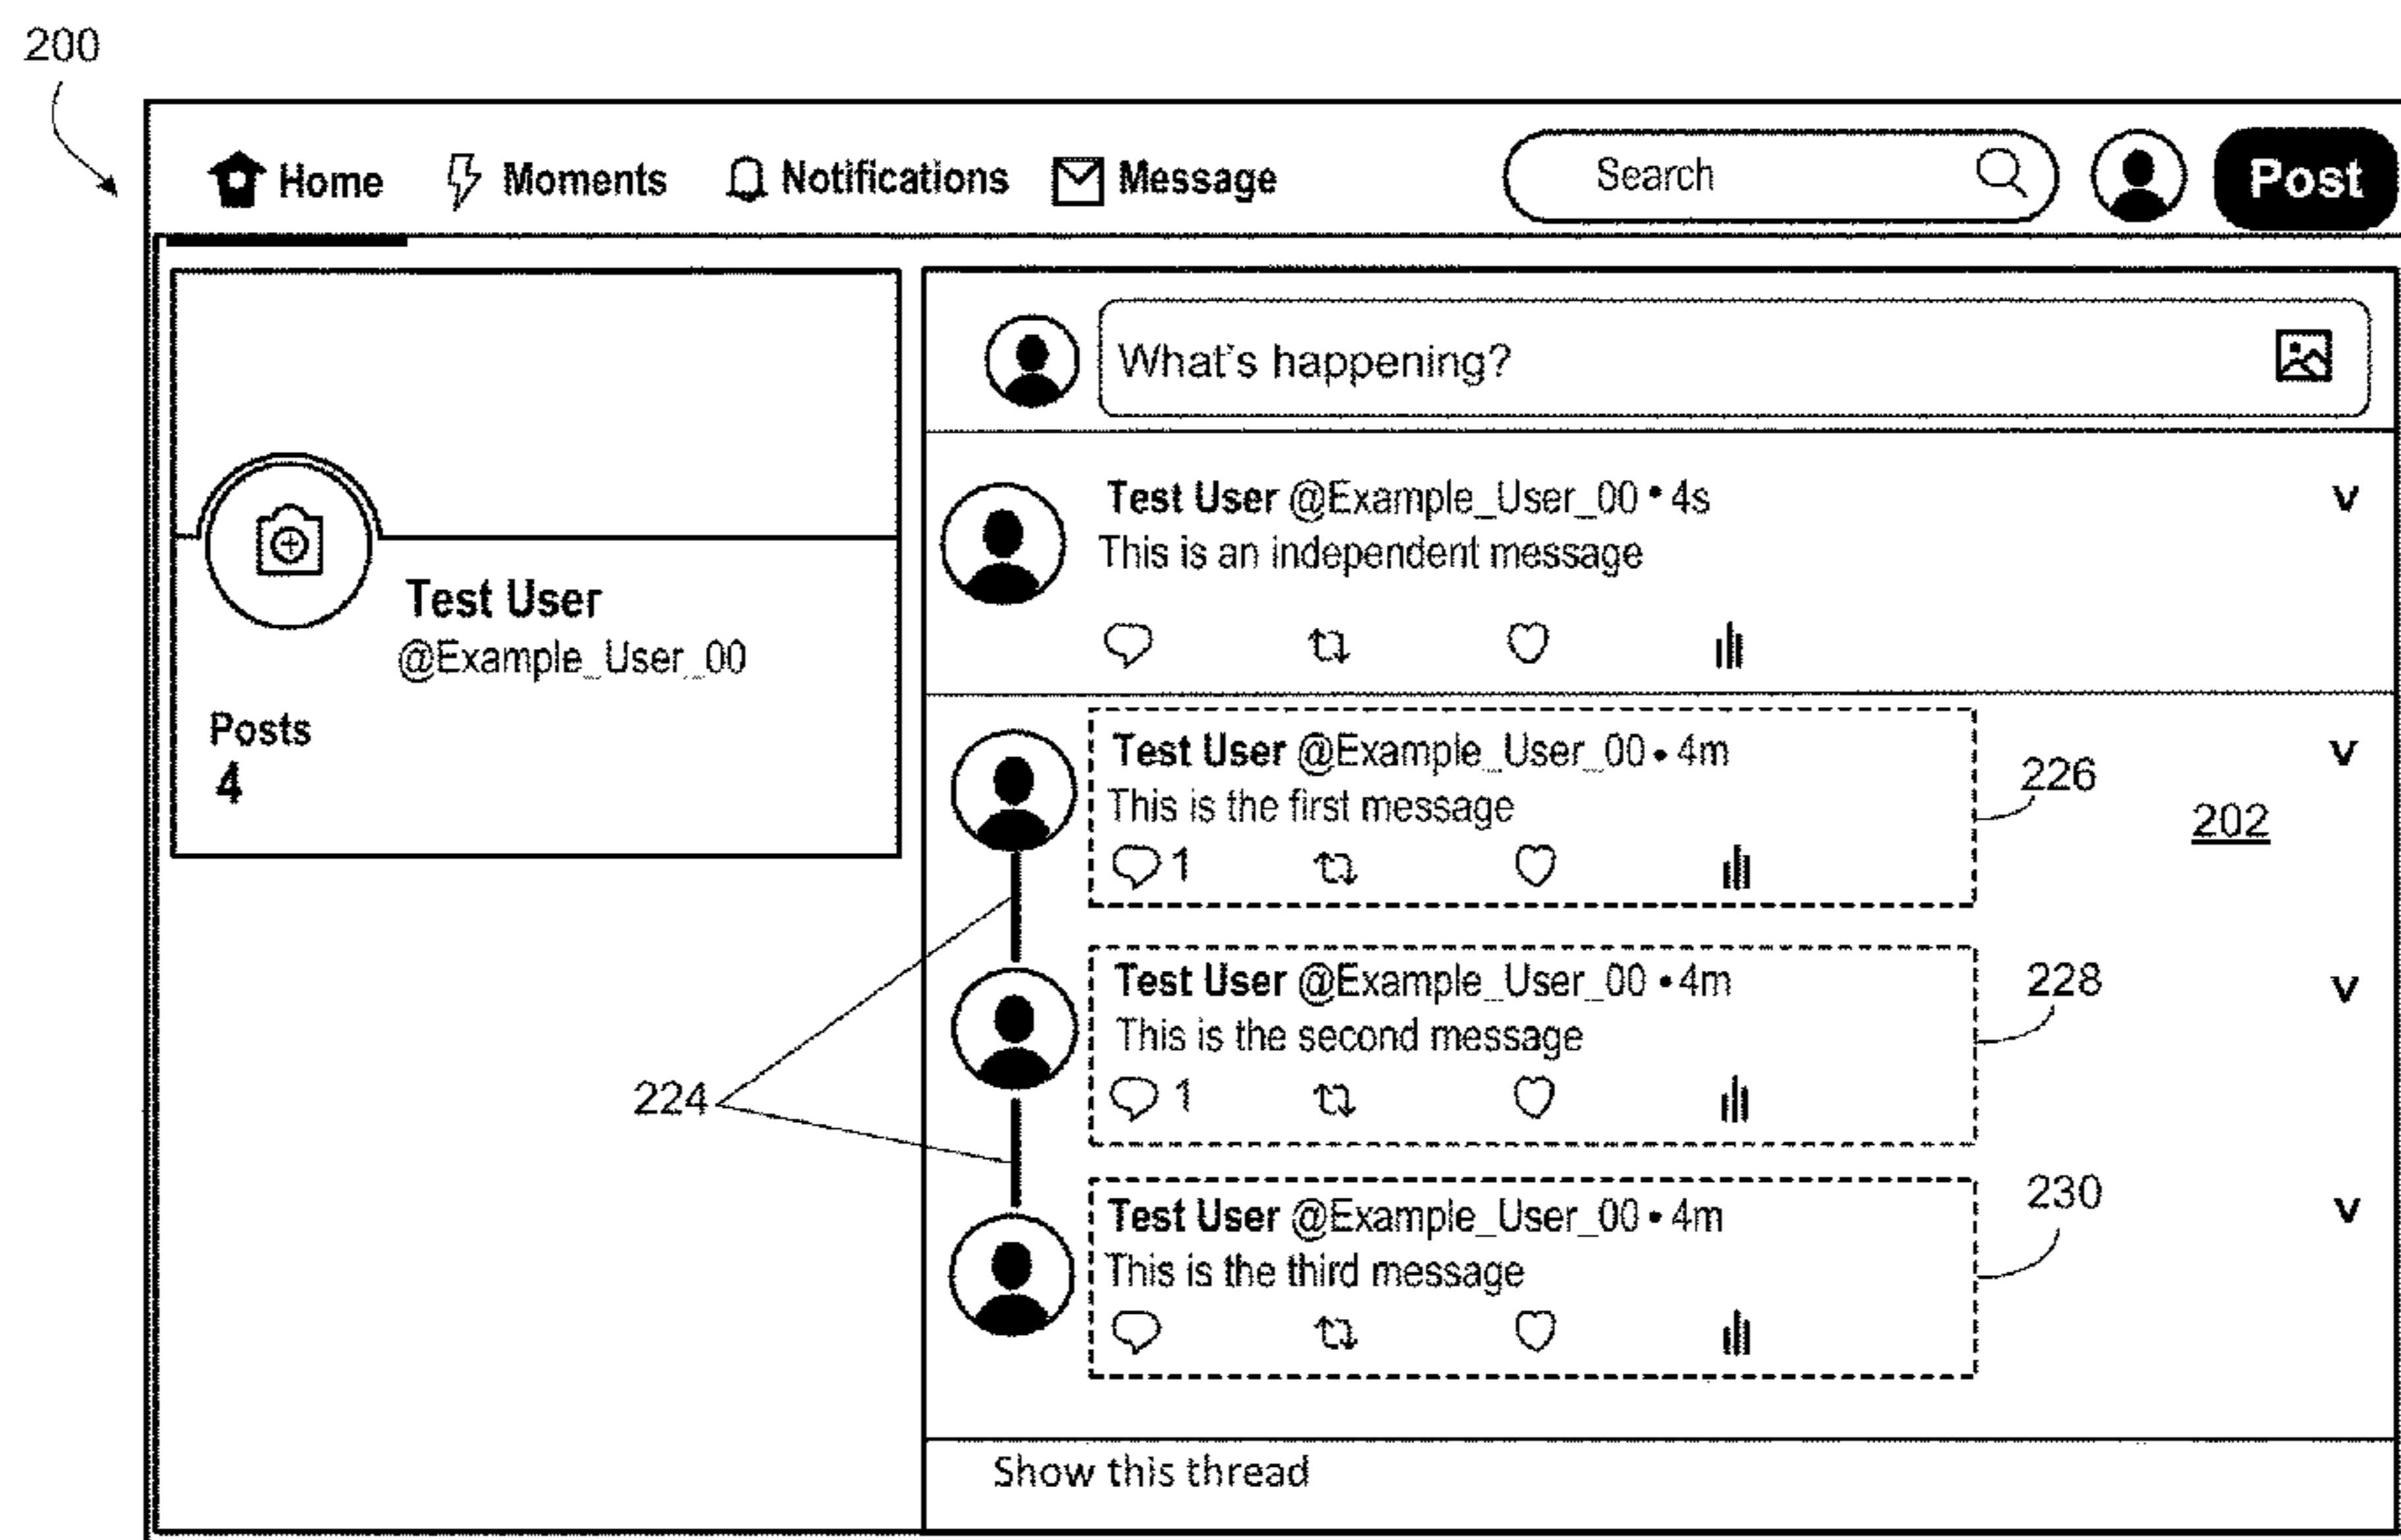 200
Home Moments Notifications Message Search Post
What's happening?
Test User @Example_User_00 • 4s v
This is an independent message
Test User
@Example_User_00
Posts
4
Test User @Example_User_00 • 4m v
226
This is the first message
202
1
Test User @Example_User_00 • 4m
228 v
This is the second message
1
224
Test User @Example_User_00 • 4m
230 v
This is the third message
Show this thread